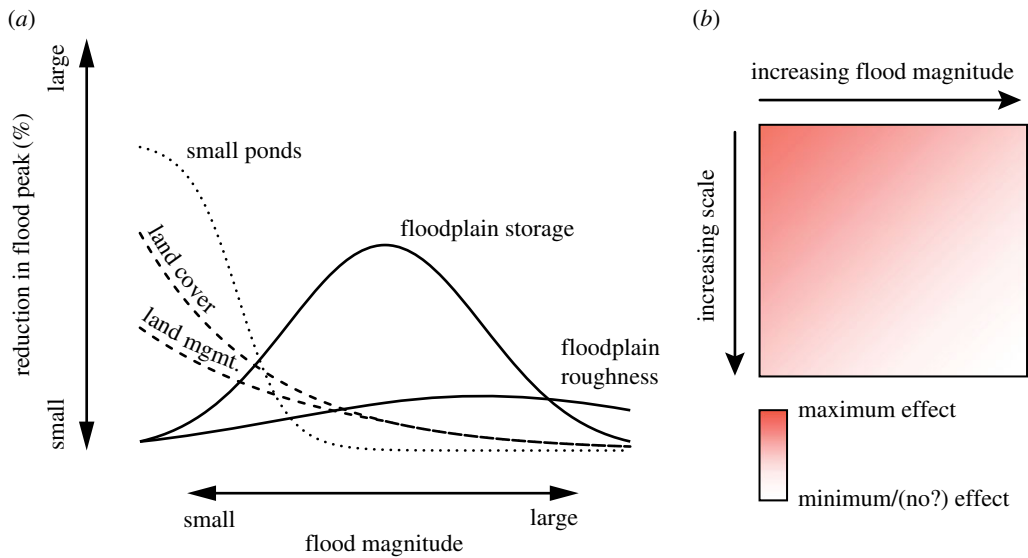 (a)
large
reduction in flood peak (%)
small
small ponds
land cover
land mgmt.
floodplain storage
floodplain
roughness
small
large
flood magnitude
(b)
increasing flood magnitude
increasing scale
maximum effect
minimum/(no?) effect